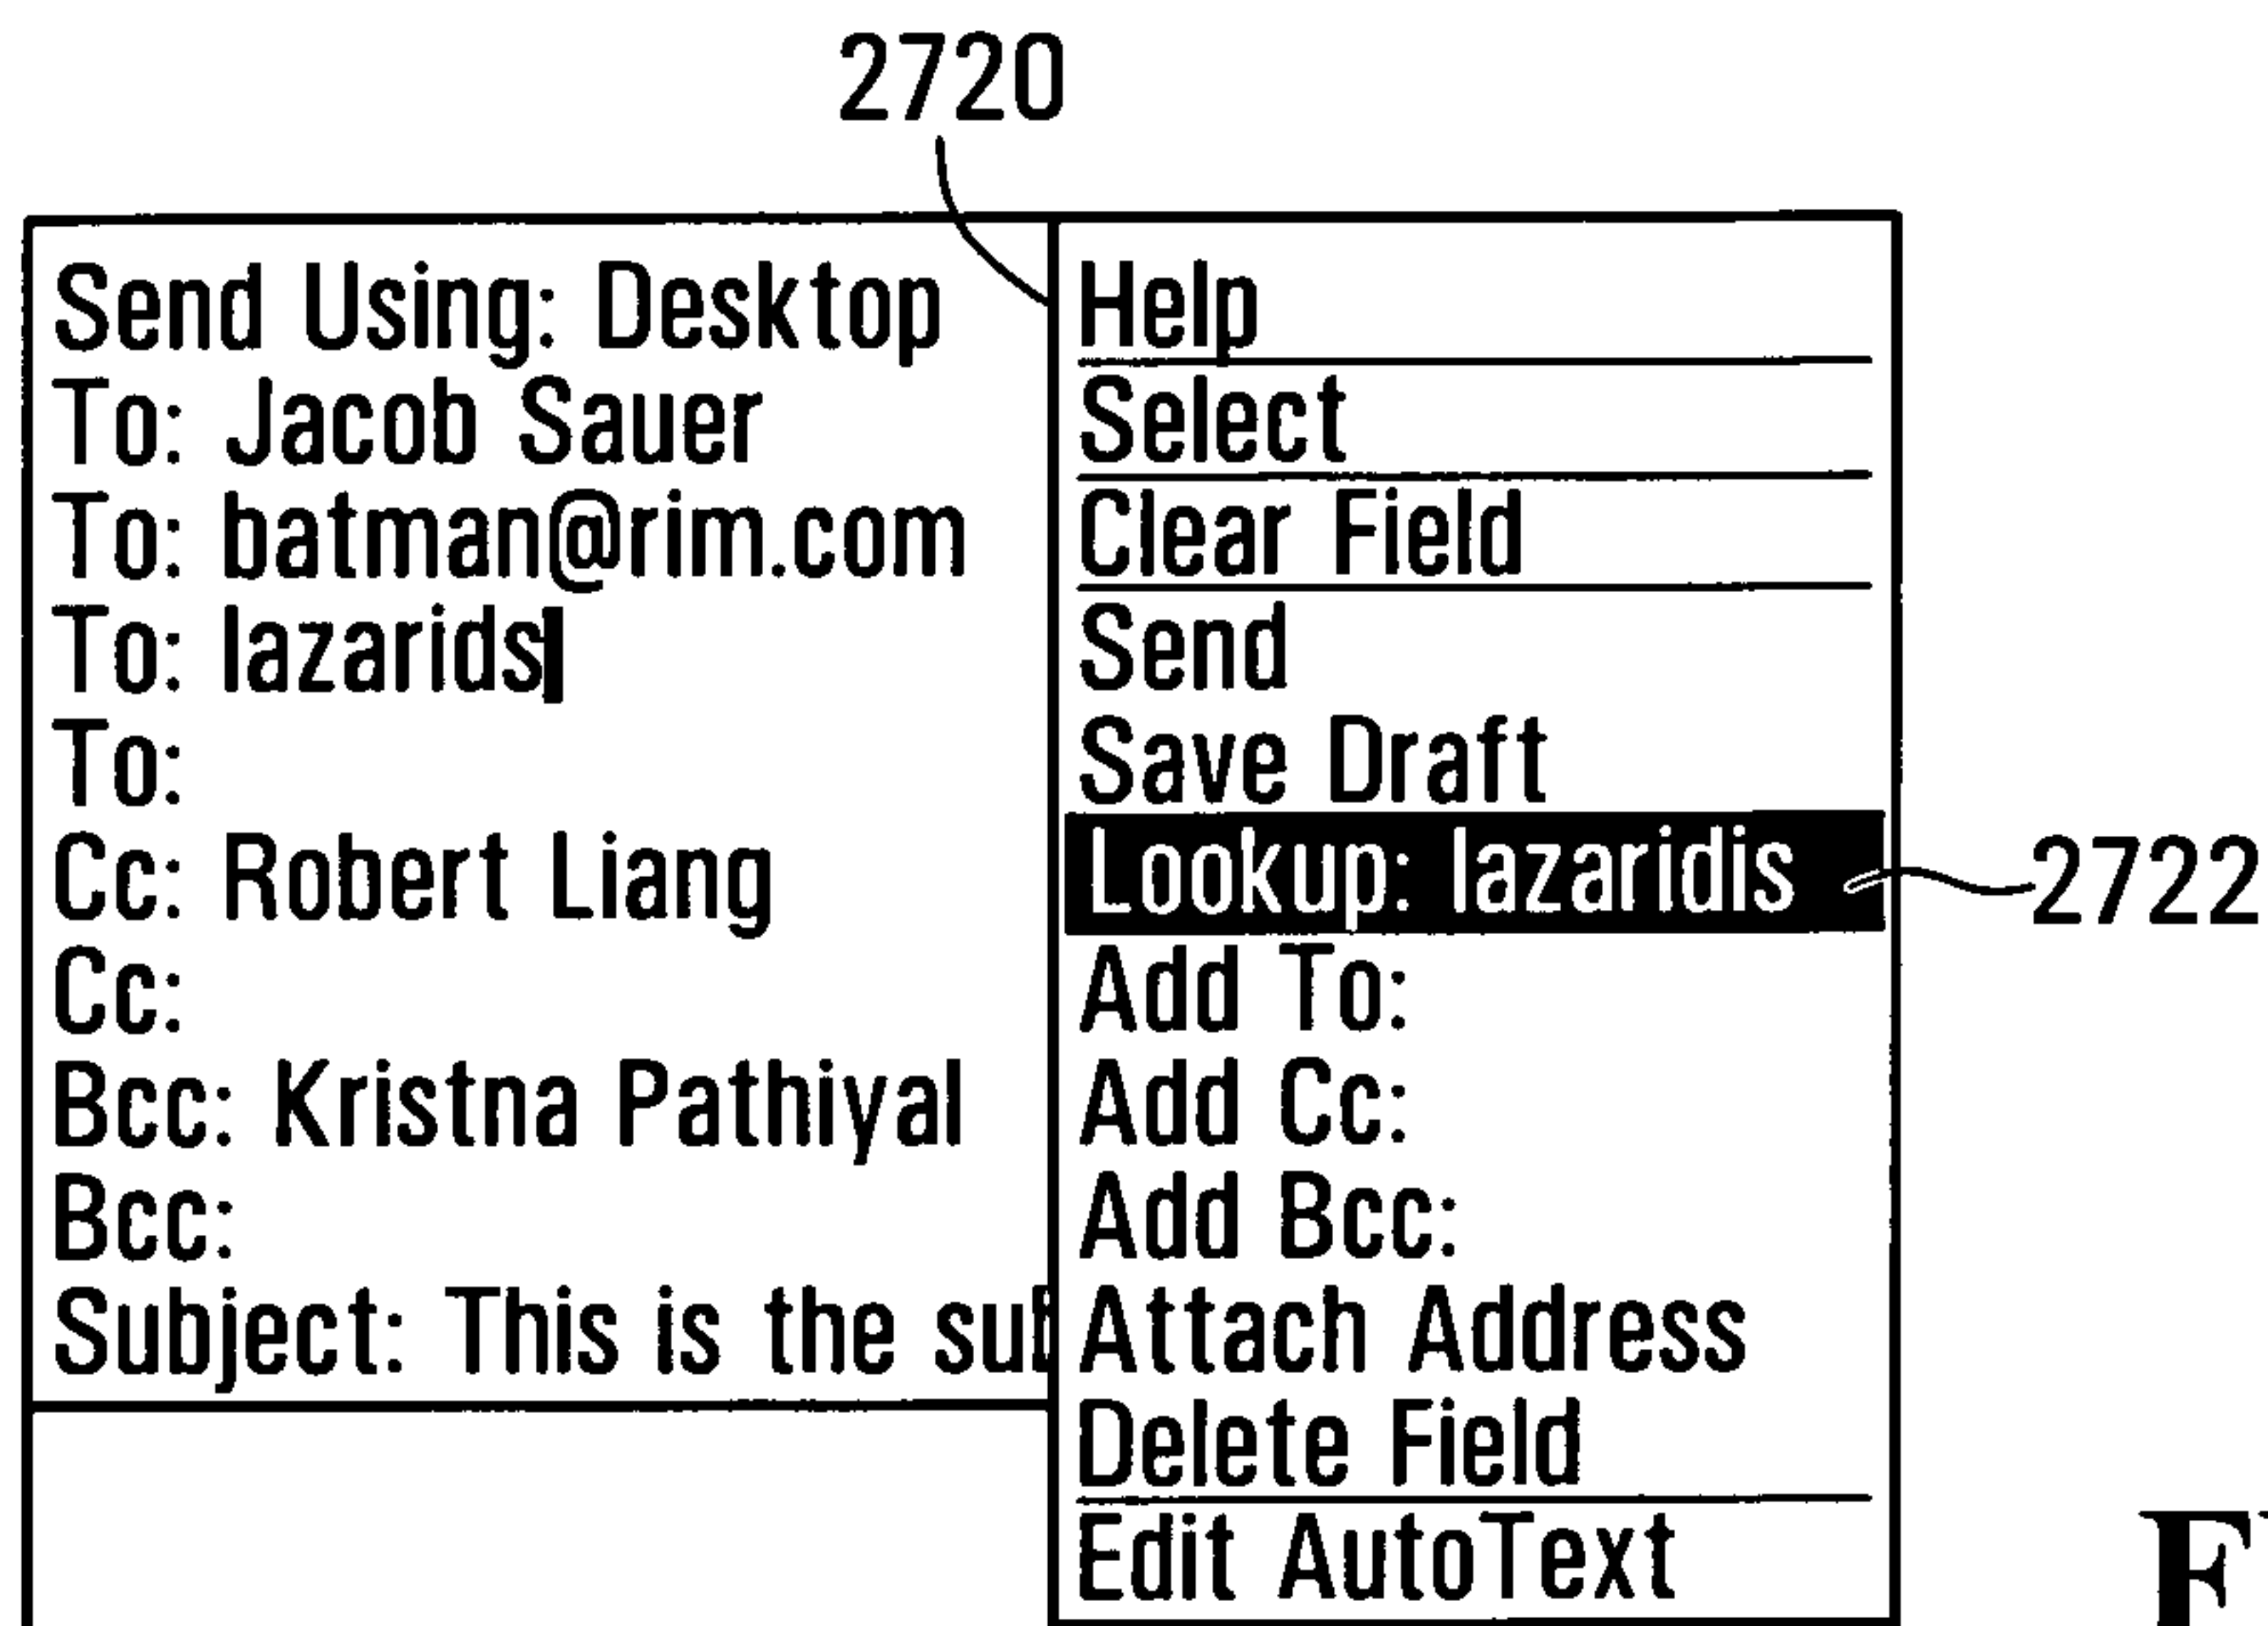 2720
Send Using: Desktop
To: Jacob Sauer
To: batman@rim.com
To: lazarids
To:
Cc: Robert Liang
Cc:
Bcc: Kristna Pathiyal
Bcc:
Subject: This is the
Help
Select
Clear Field
Send
Save Draft
Lookup: lazaridis
Add To:
Add Cc:
Add Bcc:
Attach Address
Delete Field
Edit AutoText
2722